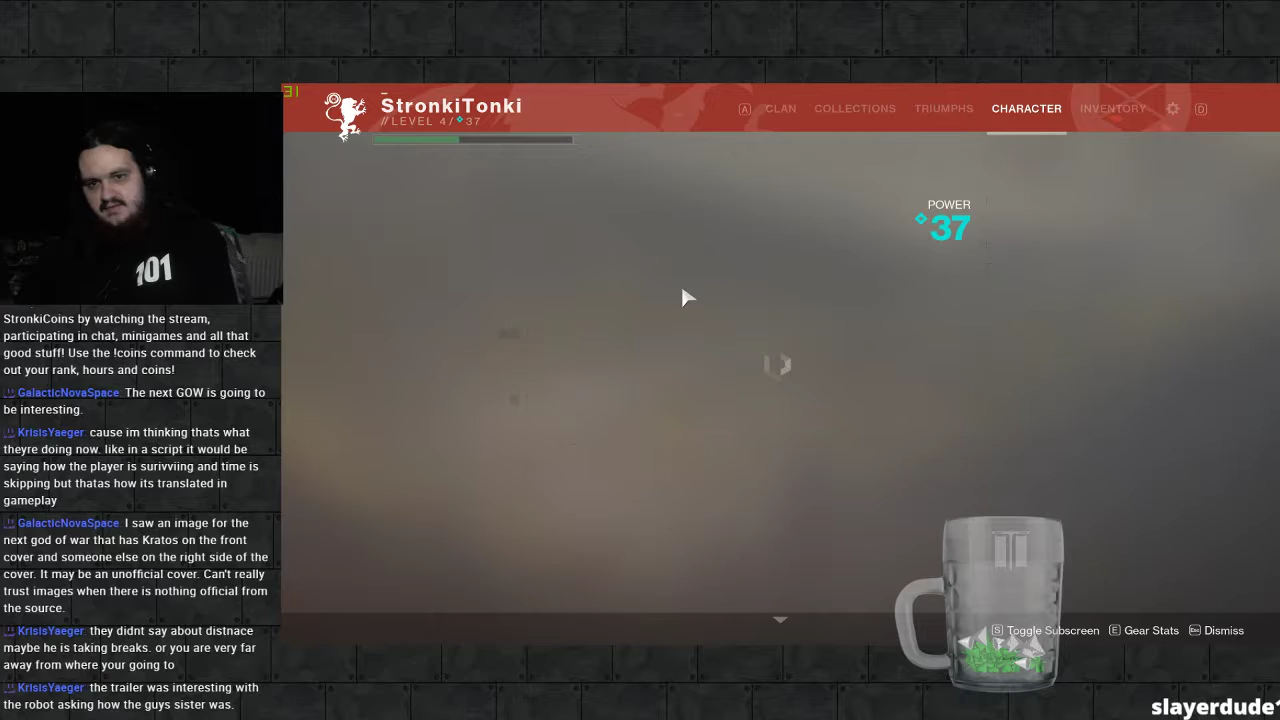 31
StronkiTonki
//LEVEL 4/ 37
A CLAN COLLECTIONS TRIUMPHS CHARACTER INVENTORY D
POWER
37
101
StronkiCoins by watching the stream,
participating in chat, minigames and all that
good stuff! Use the !coins command to check
out your rank, hours and coins!
GalacticNovaSpace: The next GOW is going to
be interesting.
KrisisYaeger: cause im thinking thats what
theyre doing now. like in a script it would be
saying how the player is surivviing and time is
skipping but thatas how its translated in
gameplay
GalacticNovaSpace: I saw an image for the
next god of war that has Kratos on the front
cover and someone else on the right side of the
cover. It may be an unofficial cover. Can't really
trust images when there is nothing official from
the source.
KrisisYaeger: they didnt say about distnace
maybe he is taking breaks. or you are very far
away from where your going to
KrisisYaeger: the trailer was interesting with
the robot asking how the guys sister was.
S Toggle Subscreen E Gear Stats Dismiss
slayerdude